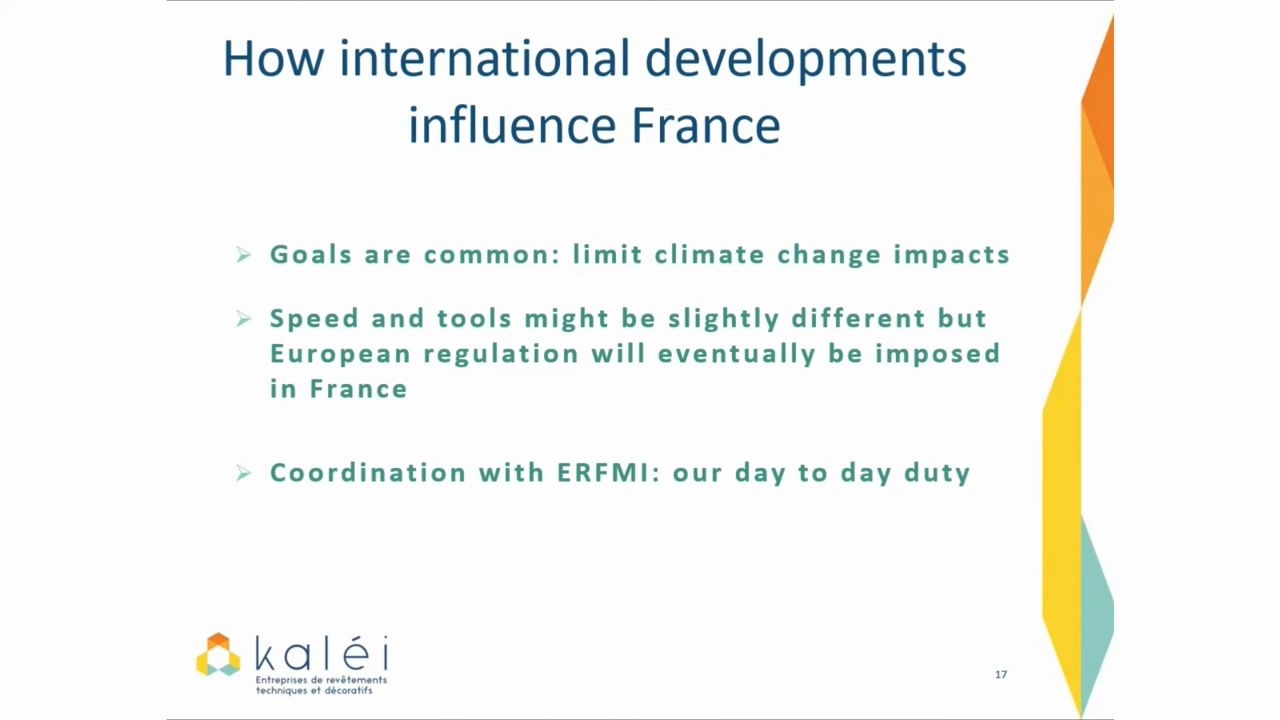 How international developments
influence France
Goals are common: limit climate change impacts
Speed and tools might be slightly different but
European regulation will eventually be imposed
in France
Coordination with ERFMI: our day to day duty
kaléi
Entreprises de revêtements
techniques et décoratifs
17